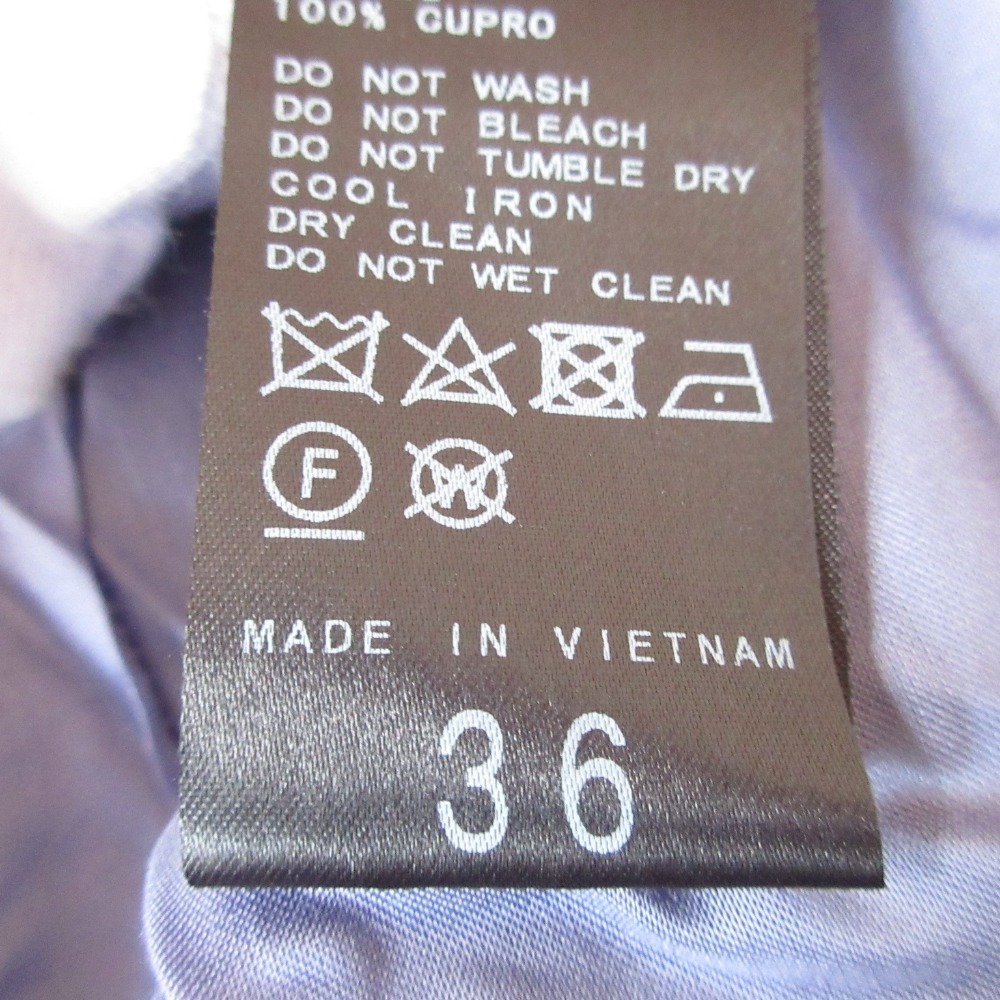 100% CUPRO
DO NOT WASH
DO NOT BLEACH
DO NOT TUMBLE DRY
COOL IRON
DRY CLEAN
DO NOT WET CLEAN
F W
MADE IN VIETNAM
36